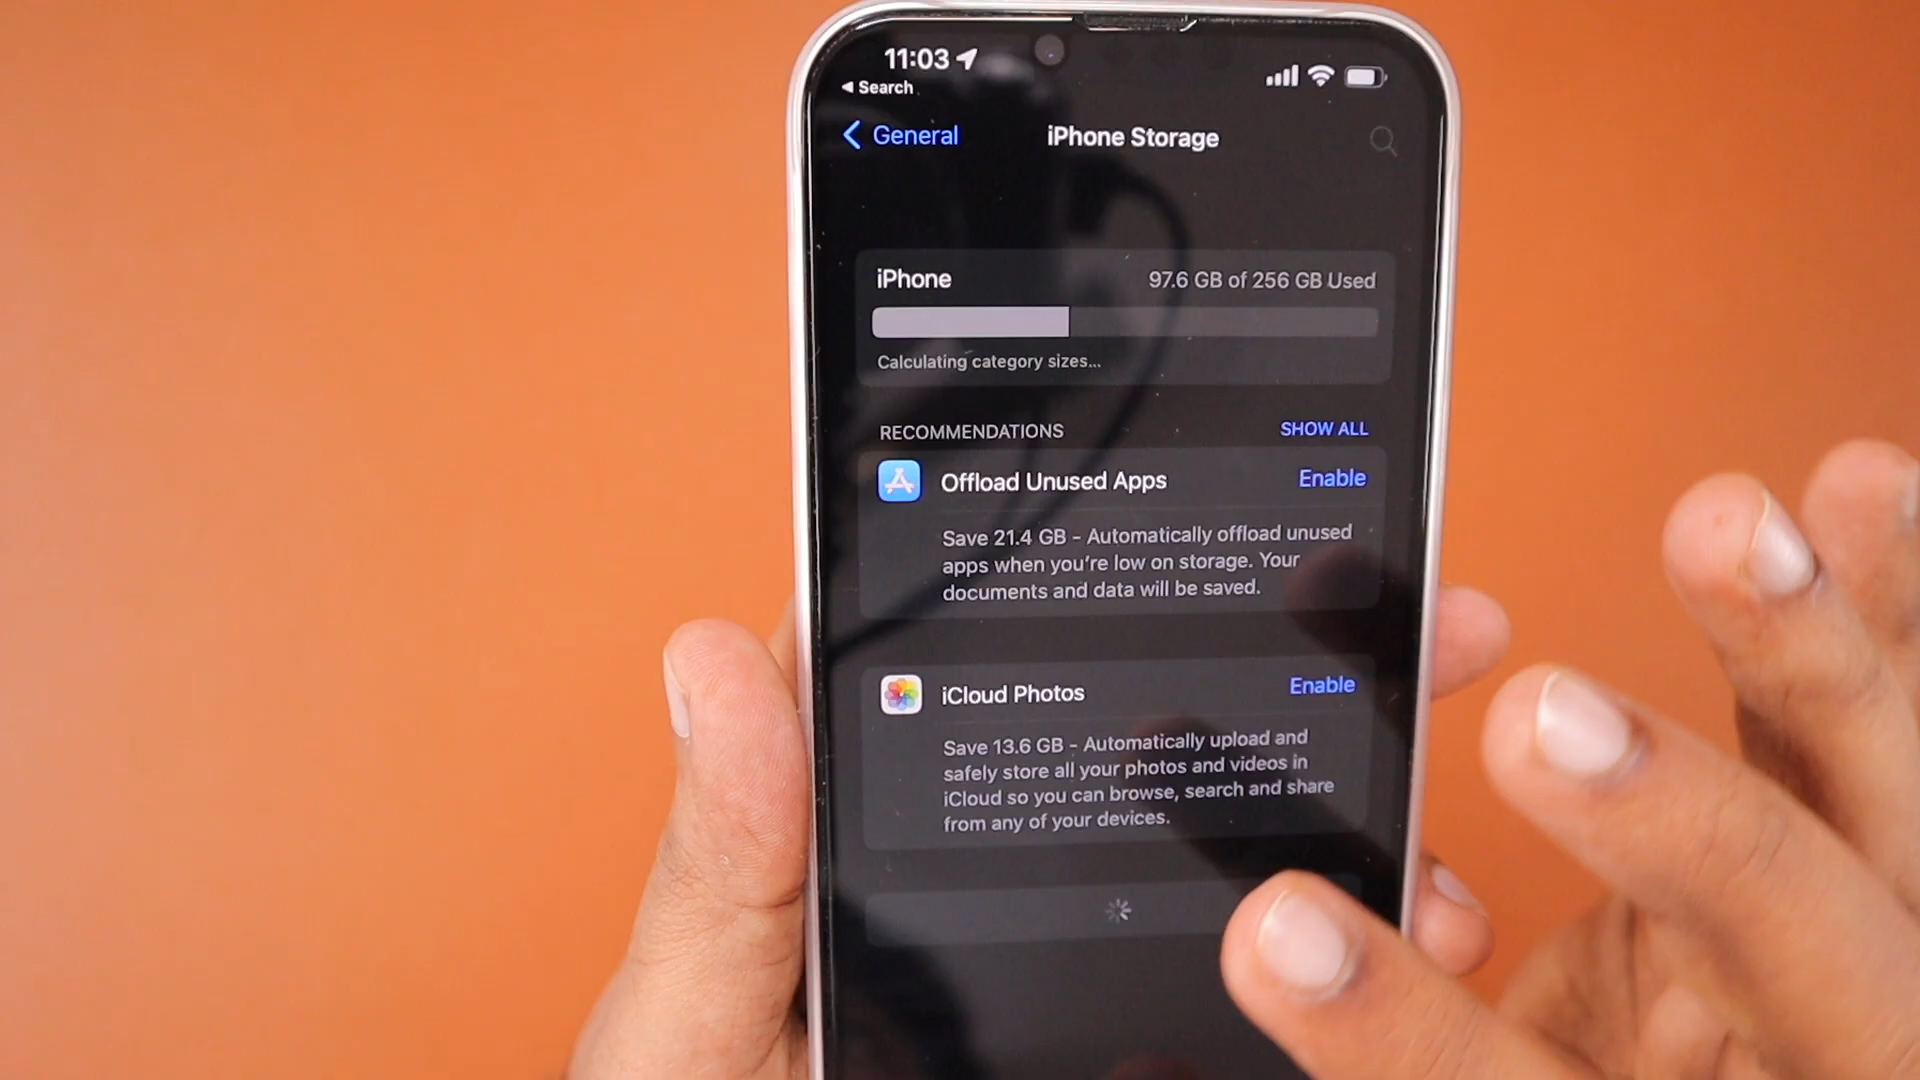 11:03
◀ Search
General
iPhone Storage
iPhone
97.6 GB of 256 GB Used
Calculating category sizes...
RECOMMENDATIONS
SHOW ALL
Offload Unused Apps
Enable
Save 21.4 GB - Automatically offload unused
apps when you're low on storage. Your
documents and data will be saved.
iCloud Photos
Enable
Save 13.6 GB - Automatically upload and
safely store all your photos and videos in
iCloud so you can browse, search and share
from any of your devices.